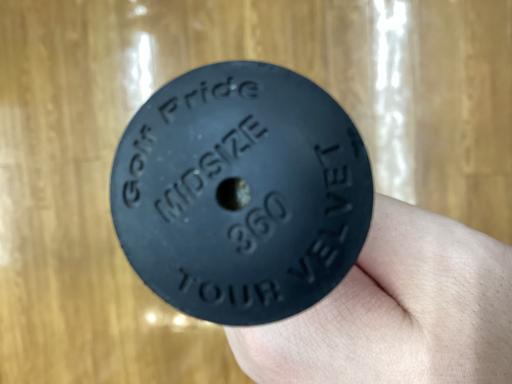 Golf Pride
MIDSIZE
360
TOUR VELVET